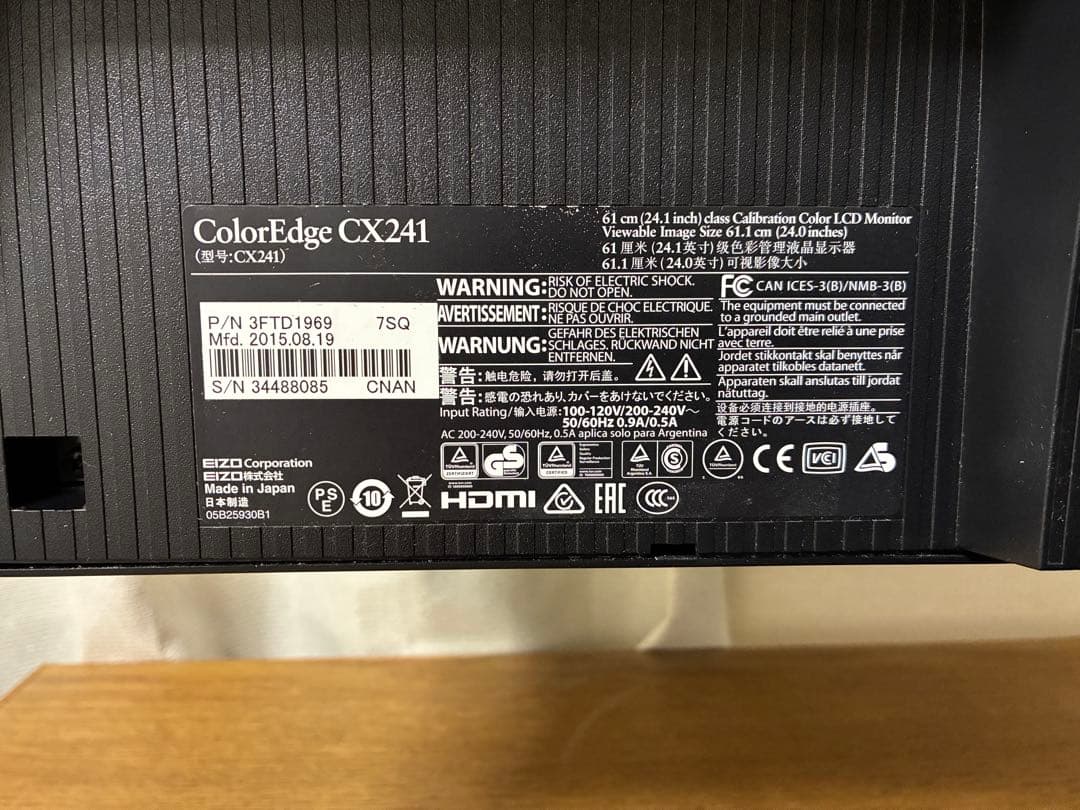 ColorEdge CX241
(型号:CX241)
61 cm (24.1 inch) class Calibration Color LCD Monitor
Viewable Image Size 61.1 cm (24.0 inches)
61 厘米 (24.1英寸) 级色彩管理液晶显示器
61.1 厘米 (24.0英寸) 可视影像大小
P/N 3FTD1969 7SQ
Mfd. 2015.08.19
S/N 34488085 CNAN
WARNING: RISK OF ELECTRIC SHOCK.
DO NOT OPEN.
AVERTISSEMENT: RISQUE DE CHOC ELECTRIQUE.
NE PAS OUVRIR.
WARNUNG: GEFAHR DES ELEKTRISCHEN
SCHLAGES. RÜCKWAND NICHT
ENTFERNEN.
警告: 触电危险, 请勿打开后盖。
警告: 感電の恐れあり, カバーをあけないでください。
Input Rating/输入电源: 100-120V/200-240V~
50/60Hz 0.9A/0.5A
AC 200-240V, 50/60Hz, 0.5A aplica solo para Argentina
FC CAN ICES-3(B)/NMB-3(B)
The equipment must be connected
to a grounded main outlet.
L'appareil doit être relié à une prise
avec terre.
Jordet stikkontakt skal benyttes når
apparatet tilkobles datanett.
Apparaten skall anslutas till jordat
nätuttag.
设备必须连接到接地的电源插座。
電源コードのアースは必ず接地して
ください。
EIZO Corporation
EIZO株式会社
Made in Japan
日本制造
05B25930B1
PS
E
10
HDMI
EAC
CCC
TÜVRheinland
CERTIFIED
GS
S
CE
VCI